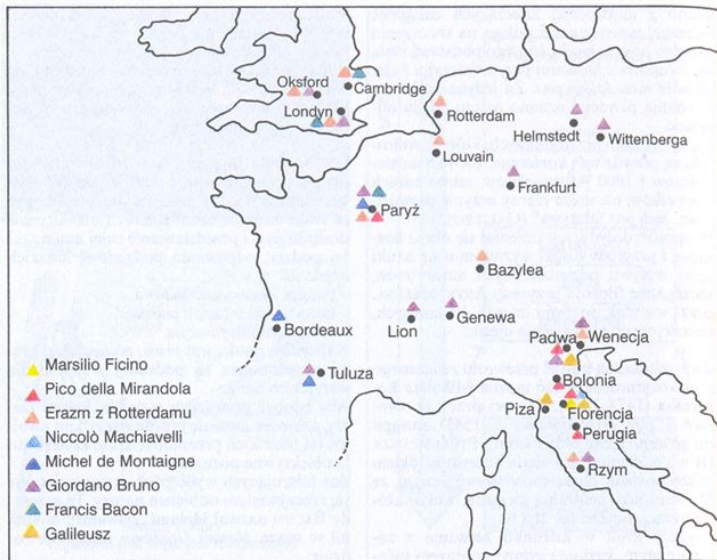 Oksford
Cambridge
Londyn
Rotterdam
Louvain
Helmstedt
Wittenberga
Frankfurt
Paryż
Bazylea
Bordeaux
Lion
Genewa
Tuluza
Padwa
Wenecja
Bolonia
Piza
Florencja
Perugia
Rzym
Marsilio Ficino
Pico della Mirandola
Erazm z Rotterdamu
Niccolò Machiavelli
Michel de Montaigne
Giordano Bruno
Francis Bacon
Galileusz